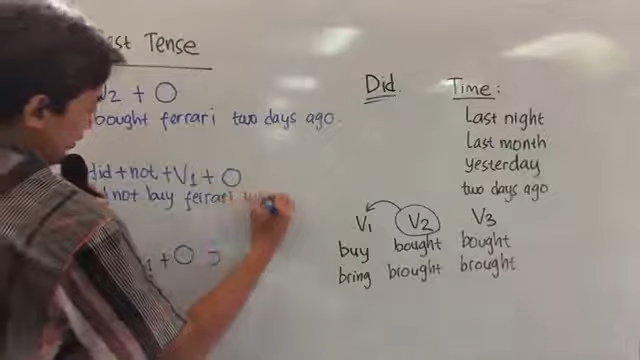 Tense
V2 + O
bought ferrari two days ago.
did + not + V1 + O
not buy ferrari
+ O ?
Did.
Time:
Last night
Last month
yesterday
two days ago
V1 V2 V3
buy bought bought
bring brought brought